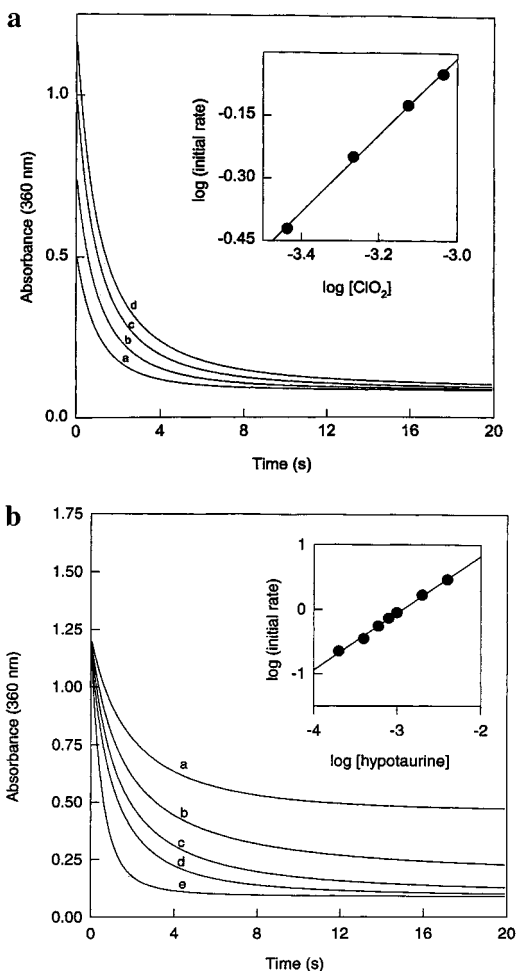 a
Absorbance (360 nm)
1.0
0.5
0.0
0 4 8 12 16 20
Time (s)
d
c
b
a
log (initial rate)
-0.15
-0.30
-0.45
-3.4 -3.2 -3.0
log [ClO₂]
b
Absorbance (360 nm)
1.75
1.50
1.25
1.00
0.75
0.50
0.25
0.00
0 4 8 12 16 20
Time (s)
a
b
c
d
e
log (initial rate)
1
0
-1
-4 -3 -2
log [hypotaurine]